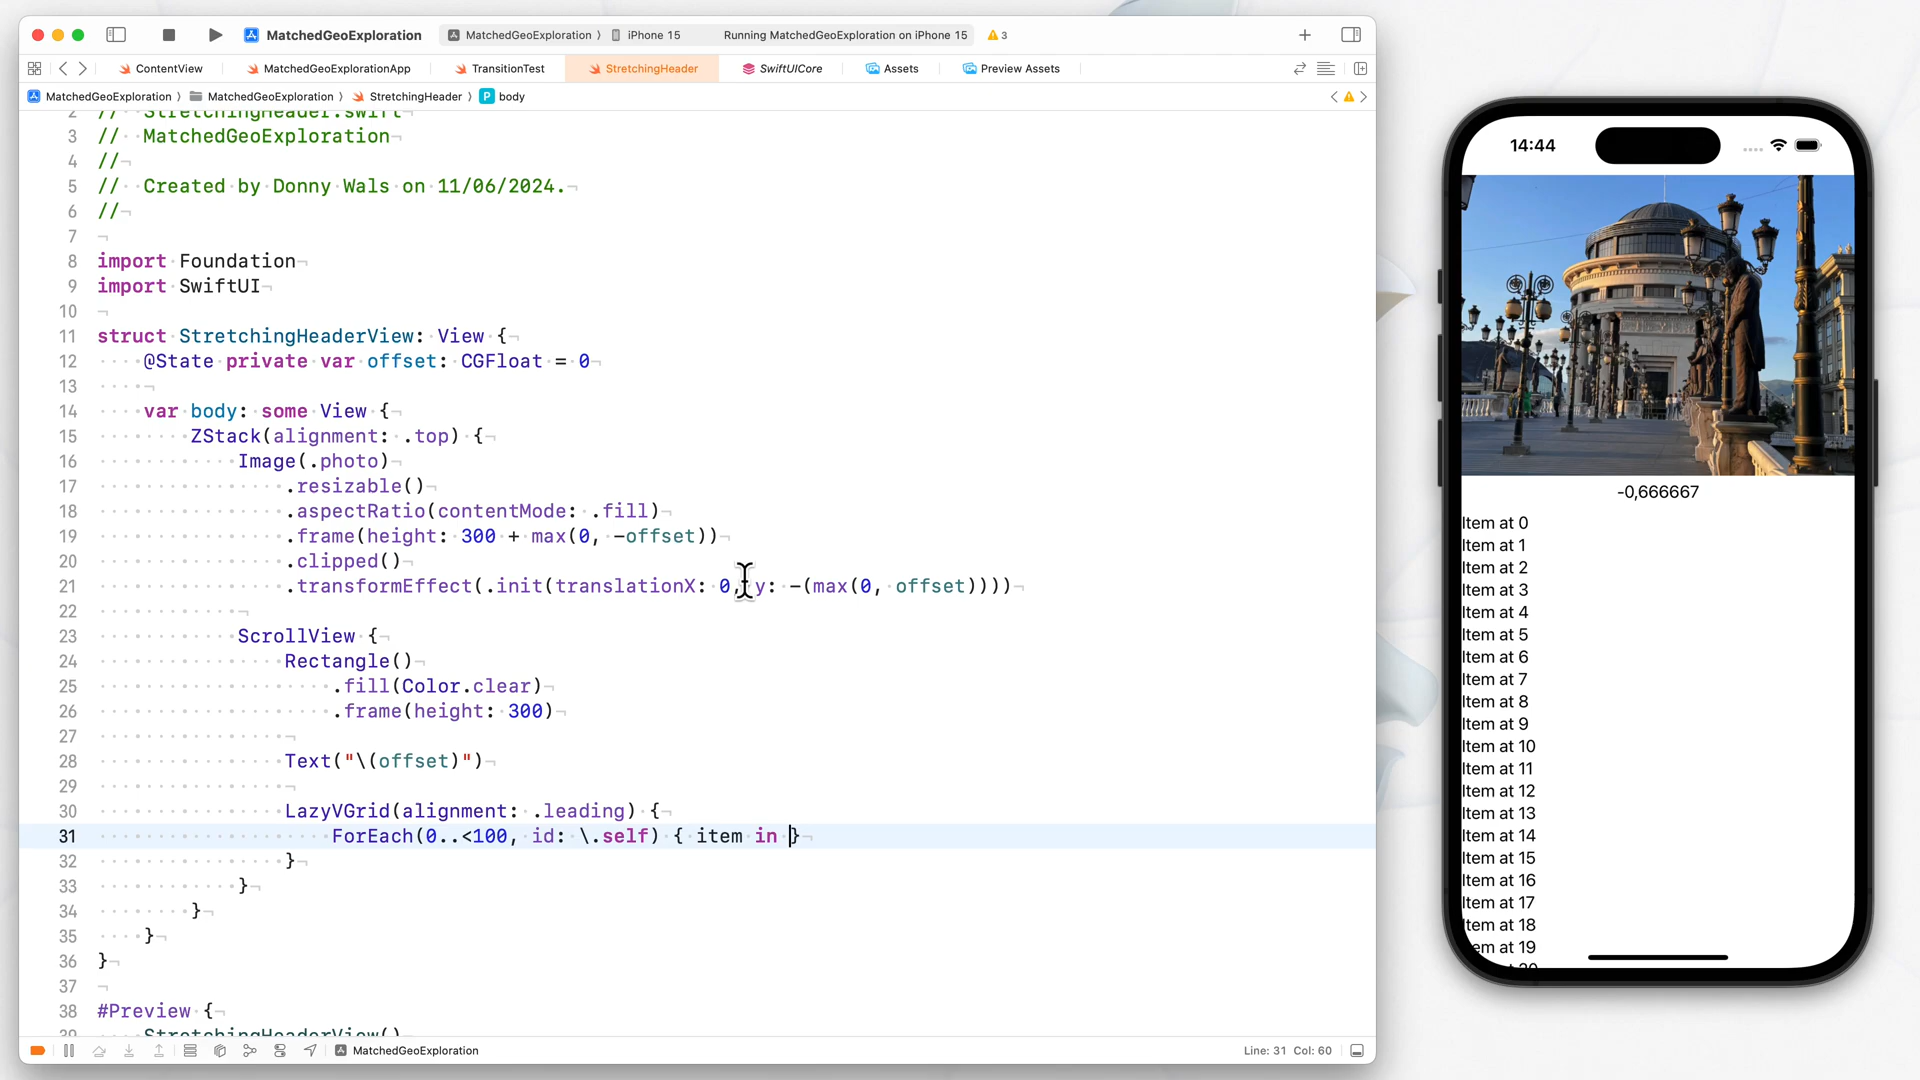 MatchedGeoExploration
MatchedGeoExploration 〉 iPhone 15
Running MatchedGeoExploration on iPhone 15
3
ContentView
MatchedGeoExplorationApp
TransitionTest
StretchingHeader
SwiftUICore
Assets
Preview Assets
MatchedGeoExploration 〉 MatchedGeoExploration 〉 StretchingHeader 〉 P body
2 //  StretchingHeader.swift
3 //  MatchedGeoExploration
4 //
5 //  Created by Donny Wals on 11/06/2024.
6 //
7
8 import Foundation
9 import SwiftUI
10
11 struct StretchingHeaderView: View {
12     @State private var offset: CGFloat = 0
13
14     var body: some View {
15         ZStack(alignment: .top) {
16             Image(.photo)
17                 .resizable()
18                 .aspectRatio(contentMode: .fill)
19                 .frame(height: 300 + max(0, -offset))
20                 .clipped()
21                 .transformEffect(.init(translationX: 0, y: -(max(0, offset))))
22
23             ScrollView {
24                 Rectangle()
25                     .fill(Color.clear)
26                     .frame(height: 300)
27
28                 Text("\(offset)")
29
30                 LazyVGrid(alignment: .leading) {
31                     ForEach(0..<100, id: \.self) { item in }
32                 }
33             }
34         }
35     }
36 }
37
38 #Preview {
39     StretchingHeaderView()
MatchedGeoExploration
Line: 31 Col: 60
14:44
-0,666667
Item at 0
Item at 1
Item at 2
Item at 3
Item at 4
Item at 5
Item at 6
Item at 7
Item at 8
Item at 9
Item at 10
Item at 11
Item at 12
Item at 13
Item at 14
Item at 15
Item at 16
Item at 17
Item at 18
em at 19
20